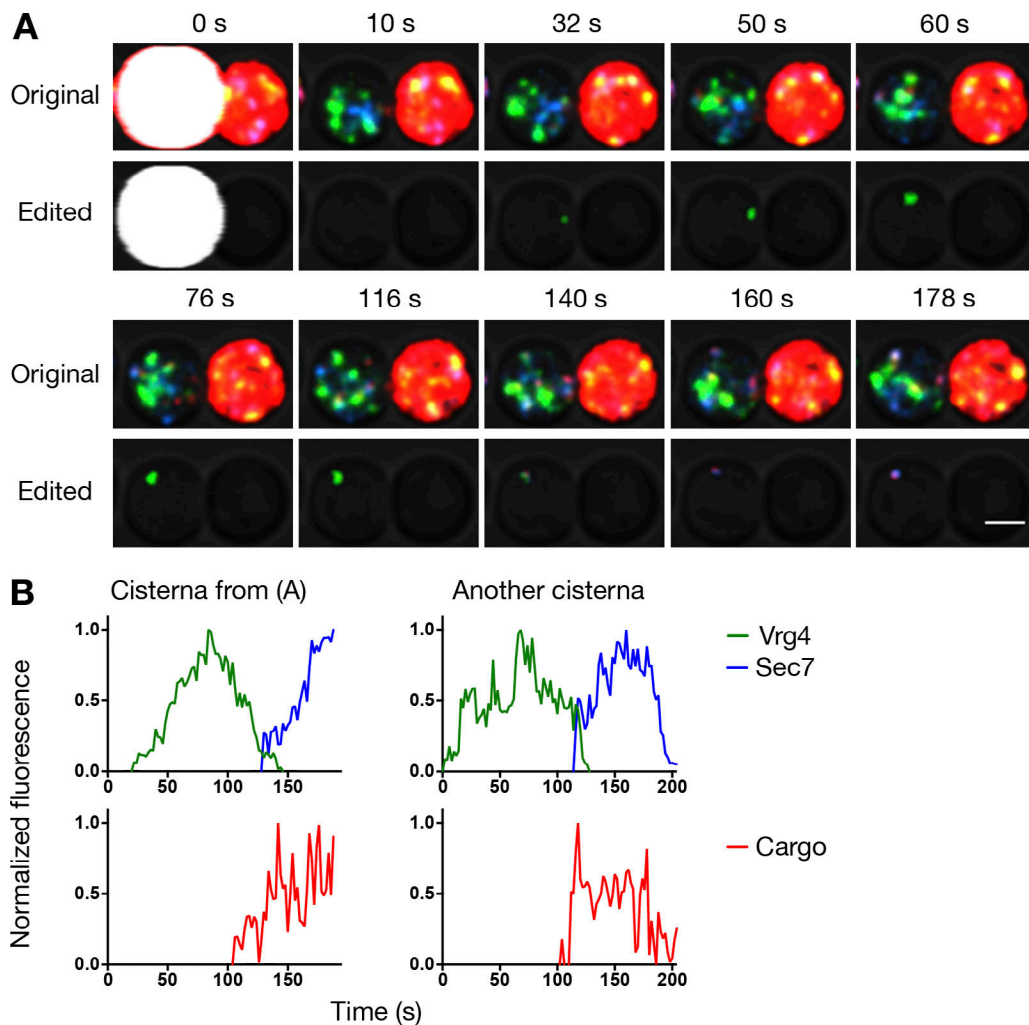 A
0 s 10 s 32 s 50 s 60 s
Original
Edited
76 s 116 s 140 s 160 s 178 s
Original
Edited
B
Cisterna from (A) Another cisterna
1.0 1.0
0.5 0.5
0.0 0.0
0 50 100 150 0 50 100 150 200
Vrg4
Sec7
1.0 1.0
0.5 0.5
0.0 0.0
0 50 100 150 0 50 100 150 200
Cargo
Normalized fluorescence
Time (s)